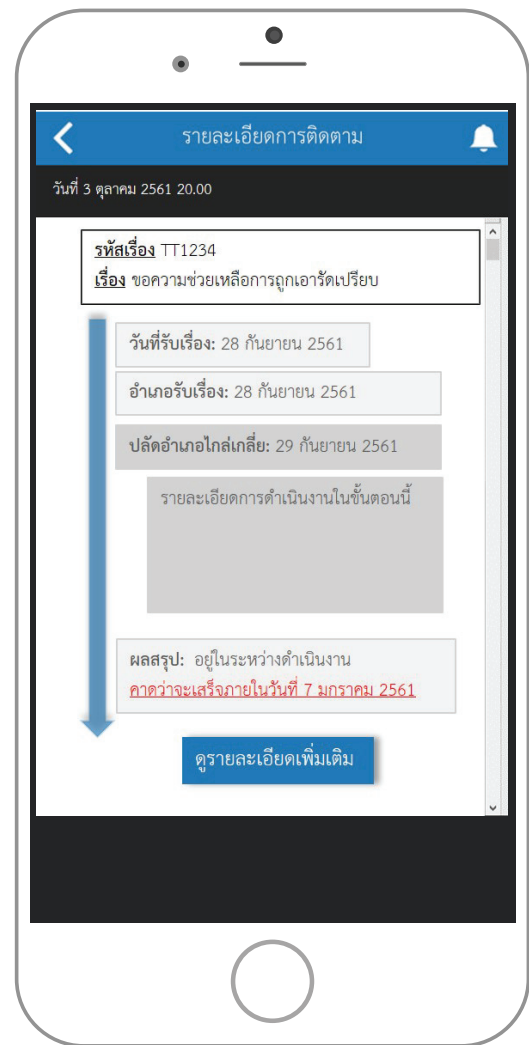 รายละเอียดการติดตาม
วันที่ 3 ตุลาคม 2561 20.00
รหัสเรื่อง TT1234
เรื่อง ขอความช่วยเหลือการถูกเอารัดเปรียบ
วันที่รับเรื่อง: 28 กันยายน 2561
อำเภอรับเรื่อง: 28 กันยายน 2561
ปลัดอำเภอไกล่เกลี่ย: 29 กันยายน 2561
รายละเอียดการดำเนินงานในขั้นตอนนี้
ผลสรุป: อยู่ในระหว่างดำเนินงาน
คาดว่าจะเสร็จภายในวันที่ 7 มกราคม 2561
ดูรายละเอียดเพิ่มเติม